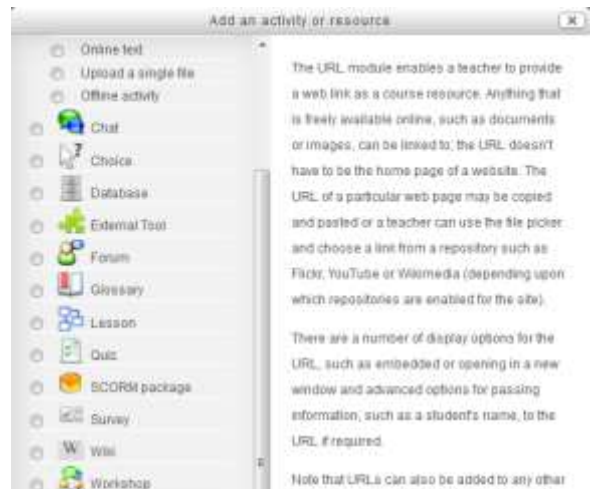 Add an activity or resource
Online text
Upload a single file
Offline activity
Chat
Choice
Database
External Tool
Forum
Glossary
Lesson
Quiz
SCORM package
Survey
W Wiki
Workshop
The URL module enables a teacher to provide
a web link as a course resource. Anything that
is freely available online, such as documents
or images, can be linked to; the URL doesn't
have to be the home page of a website. The
URL of a particular web page may be copied
and pasted or a teacher can use the file picker
and choose a link from a repository such as
Flickr, YouTube or Wikimedia (depending upon
which repositories are enabled for the site).
There are a number of display options for the
URL, such as embedded or opening in a new
window and advanced options for passing
information, such as a student's name, to the
URL if required.
Note that URLs can also be added to any other